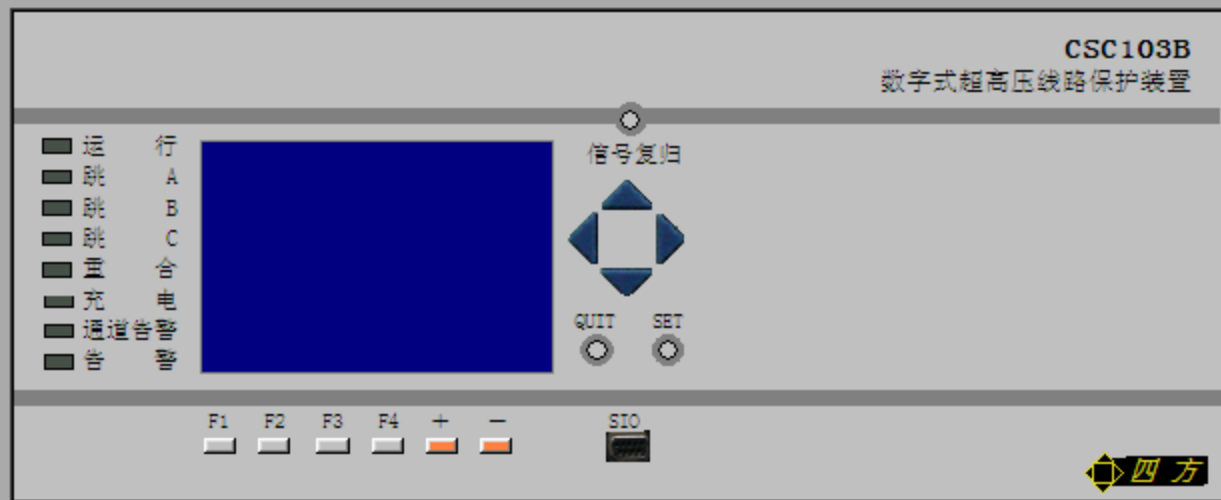 CSC103B
数字式超高压线路保护装置
信号复归
运 行
跳 A
跳 B
跳 C
重 合
充 电
通道告警
告 警
QUIT SET
F1 F2 F3 F4 + − SIO
四方